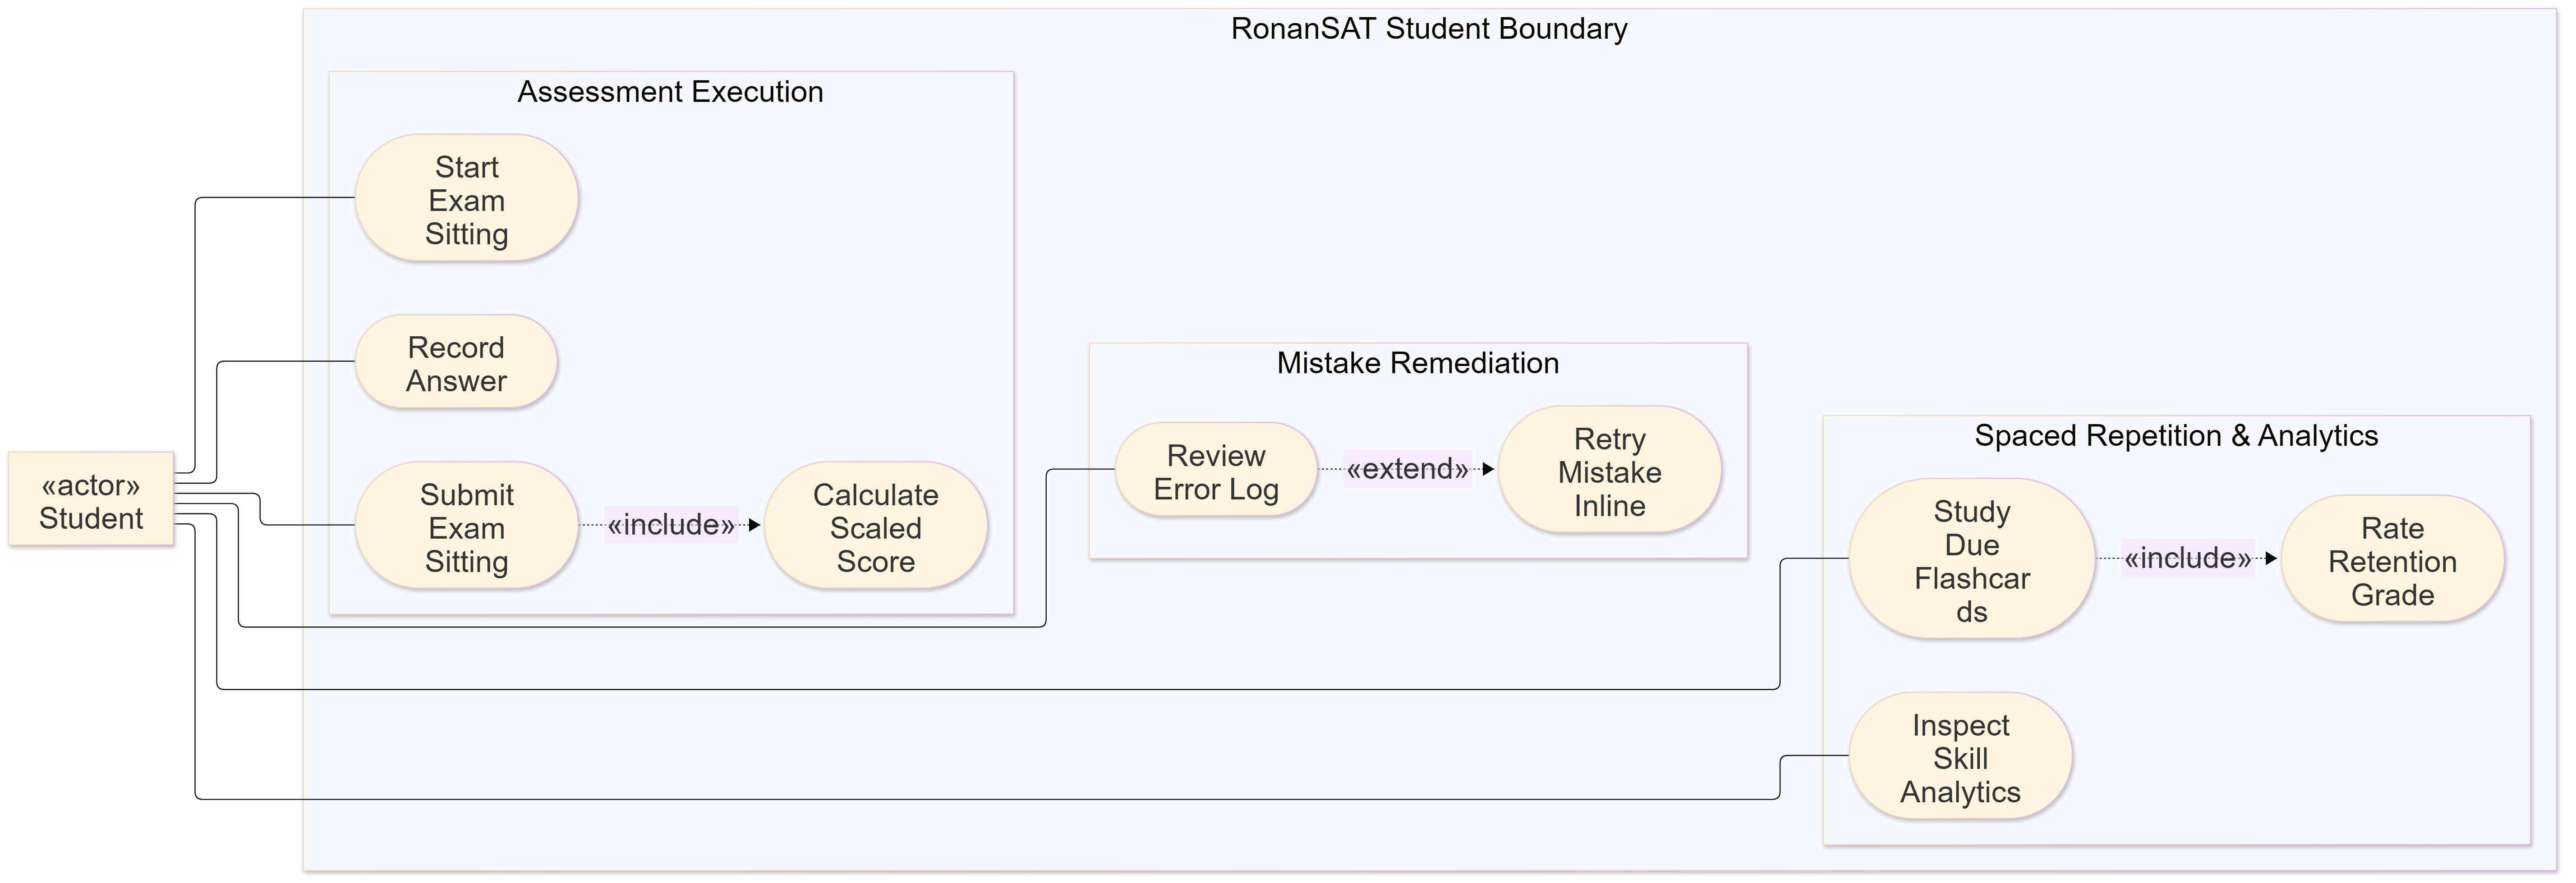 RonanSAT Student Boundary
Assessment Execution
Start
Exam
Sitting
Record
Answer
«actor»
Student
Submit
Exam
Sitting
«include»
Calculate
Scaled
Score
Mistake Remediation
Review
Error Log
«extend»
Retry
Mistake
Inline
Spaced Repetition & Analytics
Study
Due
Flashcar
ds
«include»
Rate
Retention
Grade
Inspect
Skill
Analytics